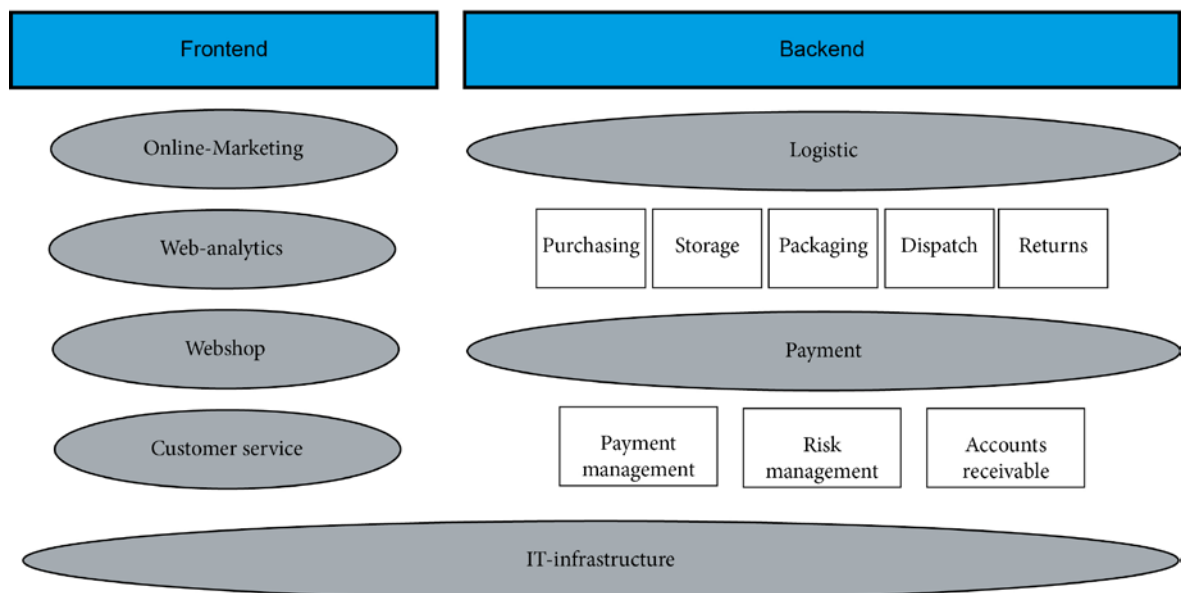 Frontend
Backend
Online-Marketing
Logistic
Web-analytics
Purchasing
Storage
Packaging
Dispatch
Returns
Webshop
Payment
Customer service
Payment
management
Risk
management
Accounts
receivable
IT-infrastructure